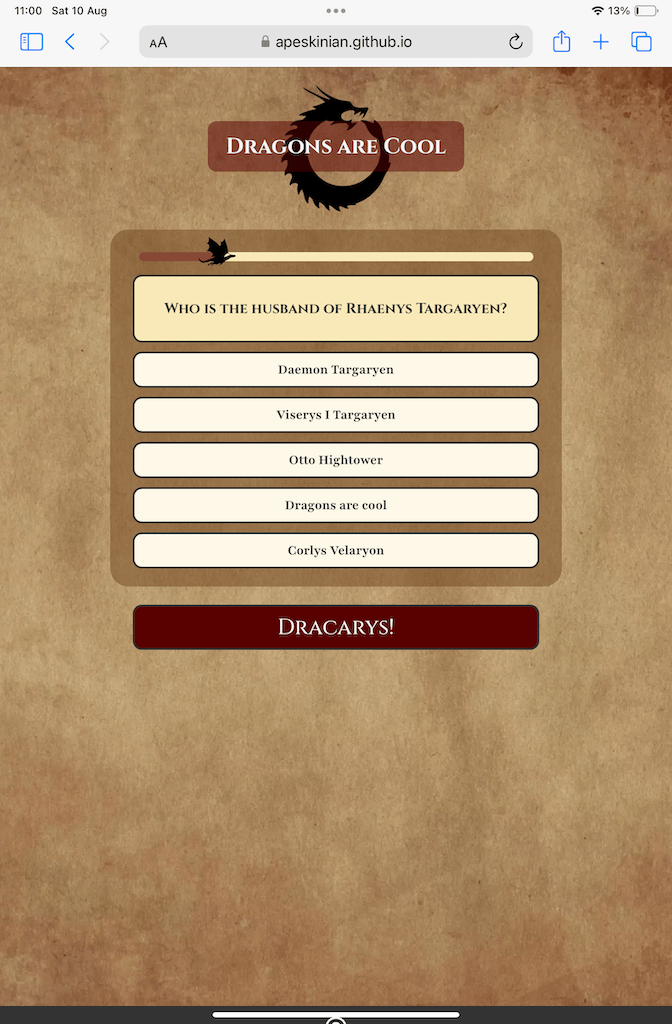 11:00 Sat 10 Aug
13%
AA apeskinian.github.io
Dragons are Cool
Who is the husband of Rhaenys Targaryen?
Daemon Targaryen
Viserys I Targaryen
Otto Hightower
Dragons are cool
Corlys Velaryon
Dracarys!